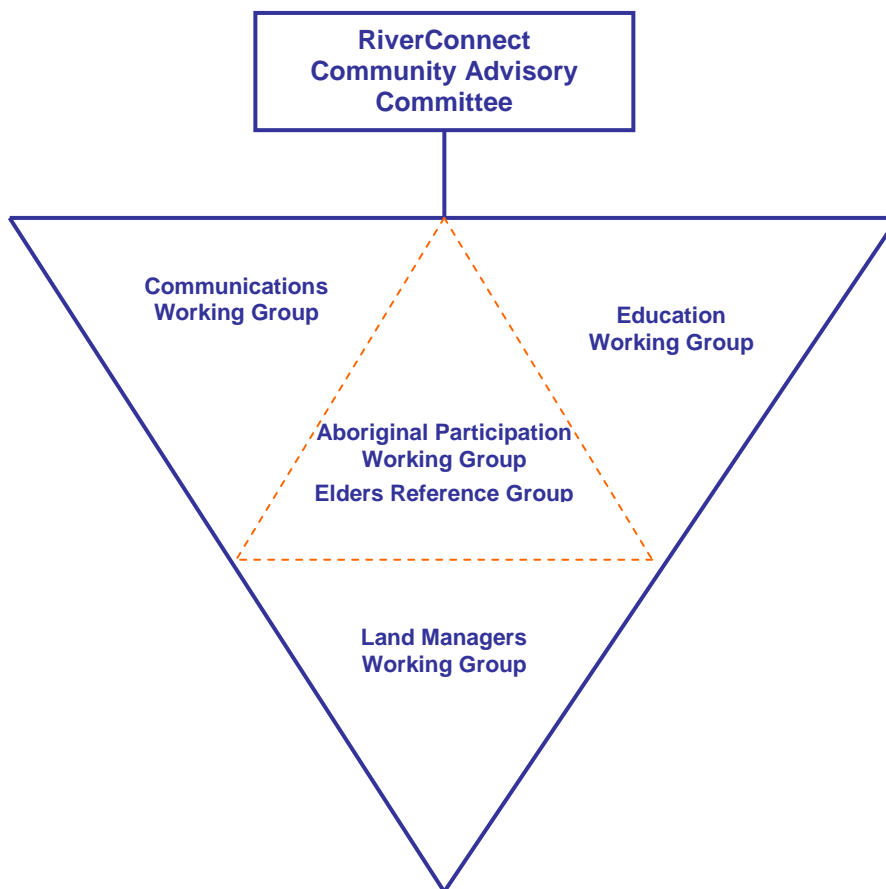 RiverConnect
Community Advisory
Committee
Communications
Working Group
Education
Working Group
Aboriginal Participation
Working Group
Elders Reference Group
Land Managers
Working Group